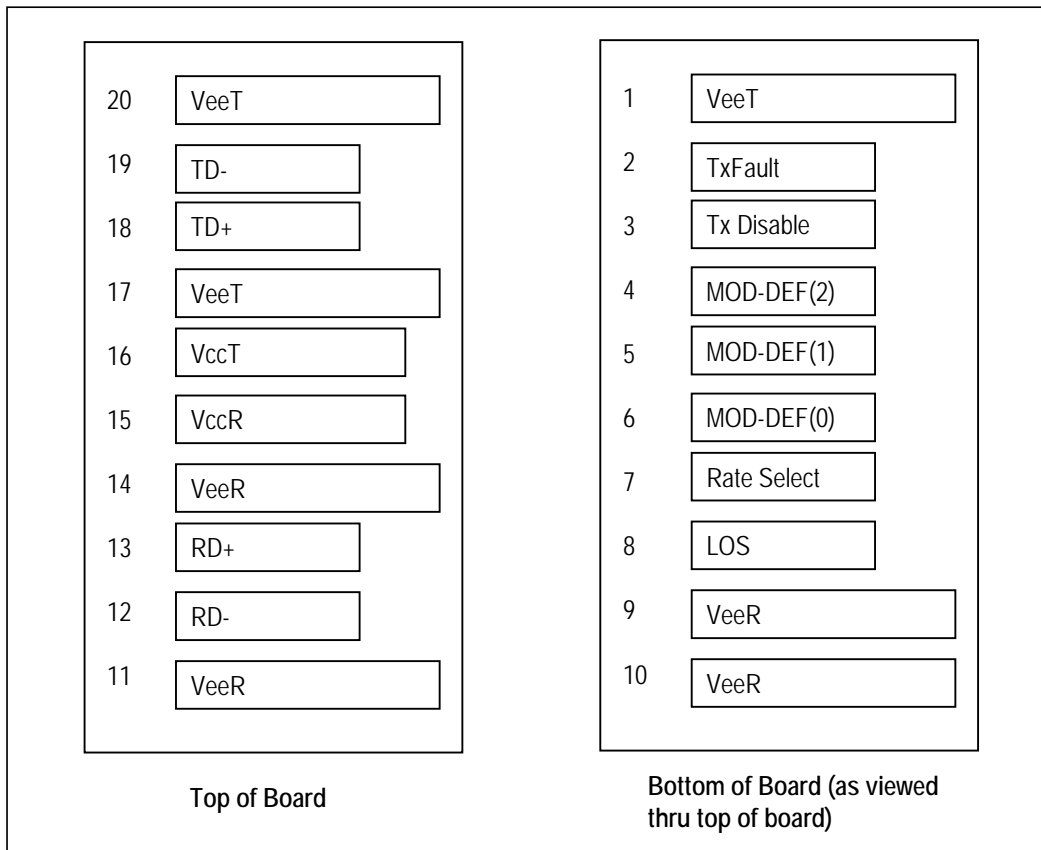 20 VeeT
19 TD-
18 TD+
17 VeeT
16 VccT
15 VccR
14 VeeR
13 RD+
12 RD-
11 VeeR
Top of Board
1 VeeT
2 TxFault
3 Tx Disable
4 MOD-DEF(2)
5 MOD-DEF(1)
6 MOD-DEF(0)
7 Rate Select
8 LOS
9 VeeR
10 VeeR
Bottom of Board (as viewed
thru top of board)